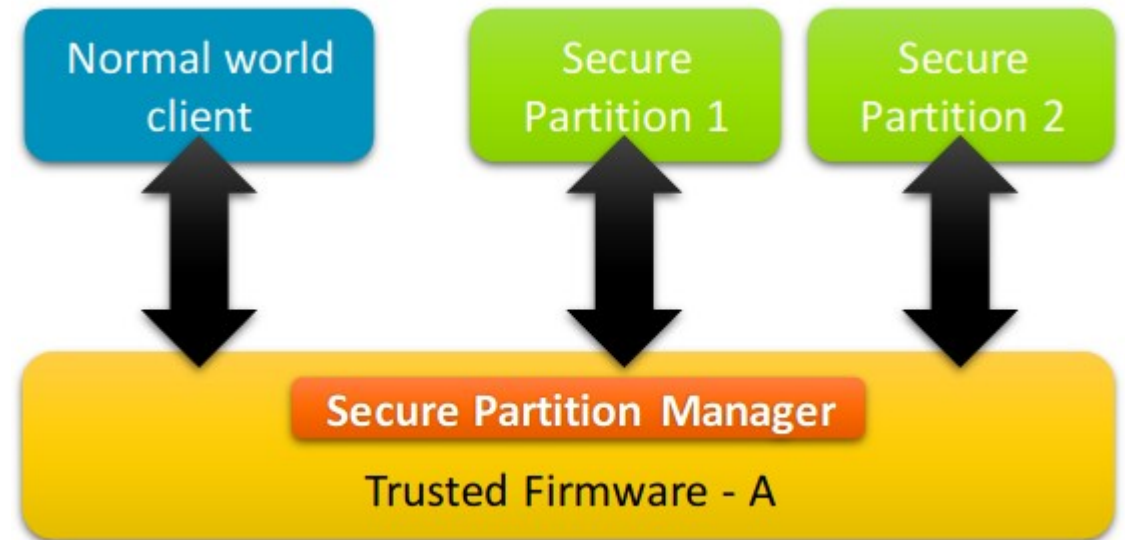 Normal world
client
Secure
Partition 1
Secure
Partition 2
Secure Partition Manager
Trusted Firmware - A